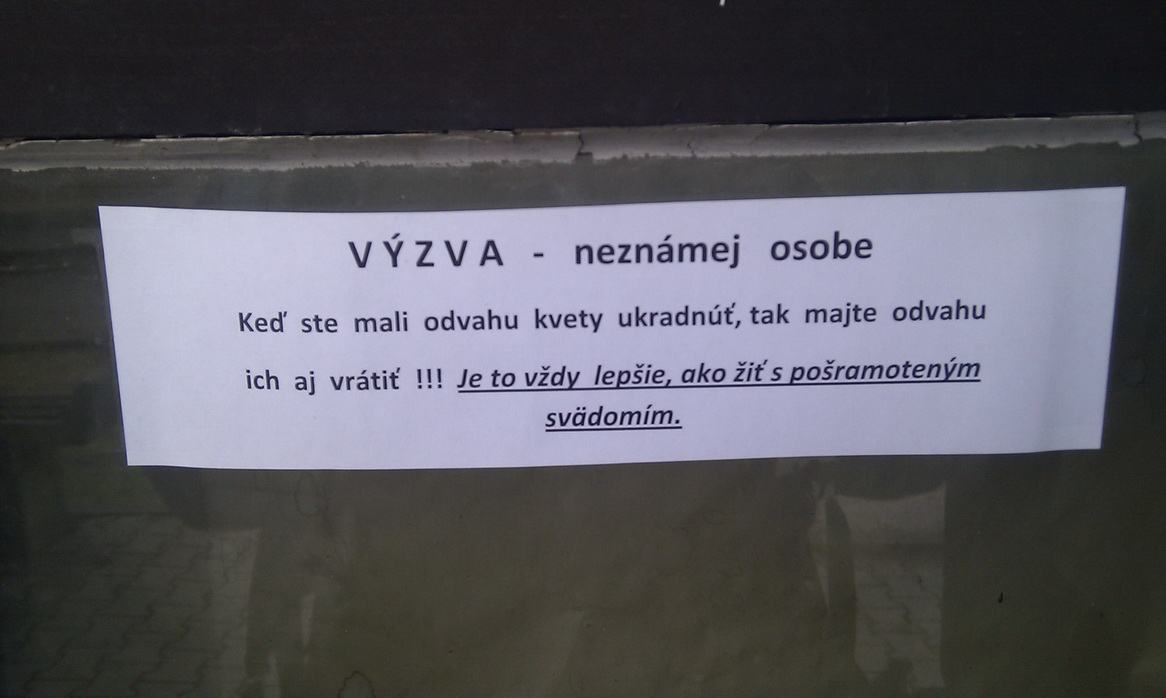 VÝZVA - neznámej osobe
Keď ste mali odvahu kvety ukradnúť, tak majte odvahu
ich aj vrátiť !!! Je to vždy lepšie, ako žiť s pošramoteným
svädomím.